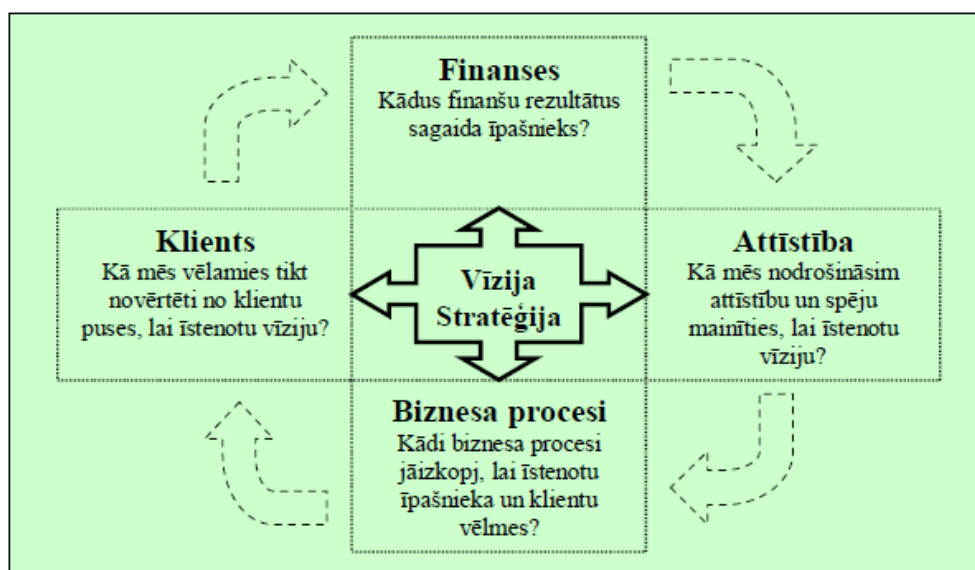 Finanses
Kādus finanšu rezultātus
sagaida īpašnieks?
Klients
Kā mēs vēlamies tikt
novērtēti no klientu
puses, lai īstenotu vīziju?
Vīzija
Stratēģija
Attīstība
Kā mēs nodrošināsim
attīstību un spēju
mainīties, lai īstenotu
vīziju?
Biznesa procesi
Kādi biznesa procesi
jāizkopj, lai īstenotu
īpašnieka un klientu
vēlmes?